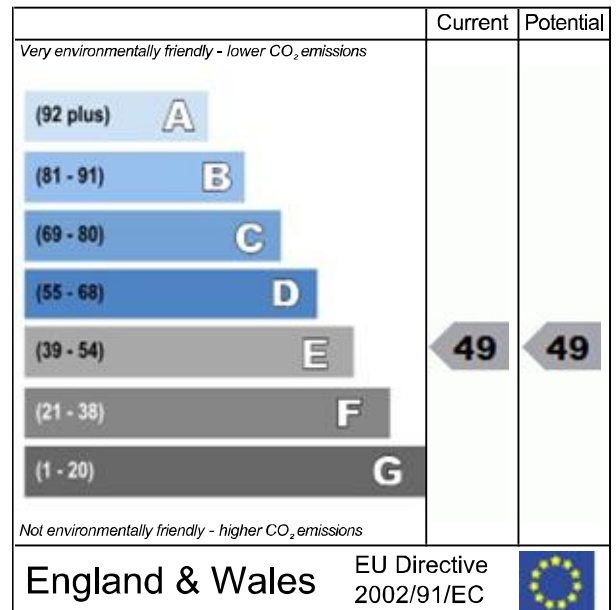 Current Potential
Very environmentally friendly - lower CO₂ emissions
(92 plus) A
(81 - 91) B
(69 - 80) C
(55 - 68) D
(39 - 54) E 49 49
(21 - 38) F
(1 - 20) G
Not environmentally friendly - higher CO₂ emissions
England & Wales EU Directive
2002/91/EC